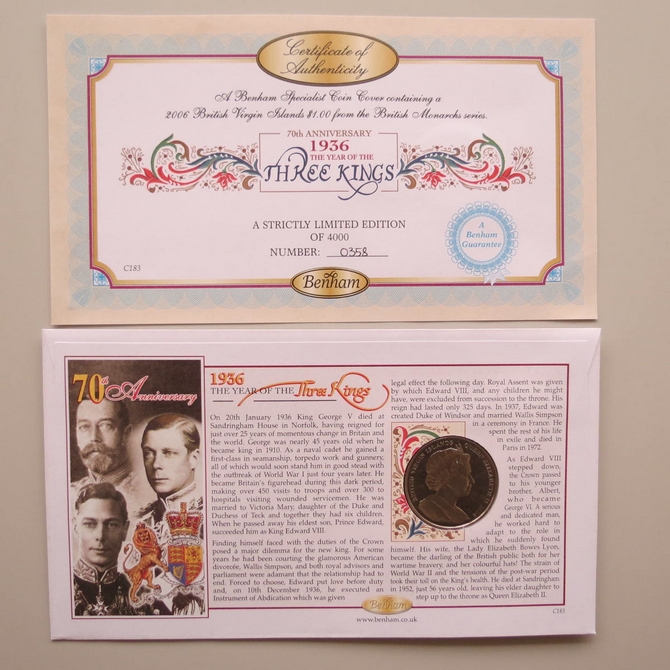 Certificate of
Authenticity
A Benham Specialist Coin Cover containing a
2006 British Virgin Islands $1.00 from the British Monarchs series.
70th ANNIVERSARY
1936
THE YEAR OF THE
THREE KINGS
A STRICTLY LIMITED EDITION
OF 4000
NUMBER: 0358
A
Benham
Guarantee
C183
Benham
70th Anniversary
1936
THE YEAR OF THE Three Kings
On 20th January 1936 King George V died at
Sandringham House in Norfolk, having reigned for
just over 25 years of momentous change in Britain and
the world. George was nearly 45 years old when he
became king in 1910. As a naval cadet he gained a
first-class in seamanship, torpedo work and gunnery,
all of which would soon stand him in good stead with
the outbreak of World War I just four years later. He
became Britain's figurehead during this dark period,
making over 450 visits to troops and over 300 to
hospitals visiting wounded servicemen. He was
married to Victoria Mary, daughter of the Duke and
Duchess of Teck and together they had six children.
When he passed away his eldest son, Prince Edward,
succeeded him as King Edward VIII.
Finding himself faced with the duties of the Crown
posed a major dilemma for the new king. For some
years he had been courting the glamorous American
divorcée, Wallis Simpson, and both royal advisors and
parliament were adamant that the relationship had to
end. Forced to choose, Edward put love before duty
and, on 10th December 1936, he executed an
Instrument of Abdication which was given
legal effect the following day. Royal Assent was given
by which Edward VIII, and any children he might
have, were excluded from succession to the throne. His
reign had lasted only 325 days. In 1937, Edward was
created Duke of Windsor and married Wallis Simpson
in a ceremony in France. He
spent the rest of his
life in exile and died in
Paris in 1972.
As Edward VIII
stepped down,
the Crown passed
to his younger
brother, Albert,
who became
George VI. A serious
and dedicated man,
he worked hard to
adapt to the role in
which he suddenly found
himself. His wife, the Lady Elizabeth Bowes Lyon,
became the darling of the British public both for her
wartime bravery, and her colourful hats! The strain of
World War II and the tensions of the post-war period
took their toll on the King's health. He died at Sandringham
in 1952, just 56 years old, leaving his elder daughter to
step up to the throne as Queen Elizabeth II.
Benham
www.benham.co.uk
C183